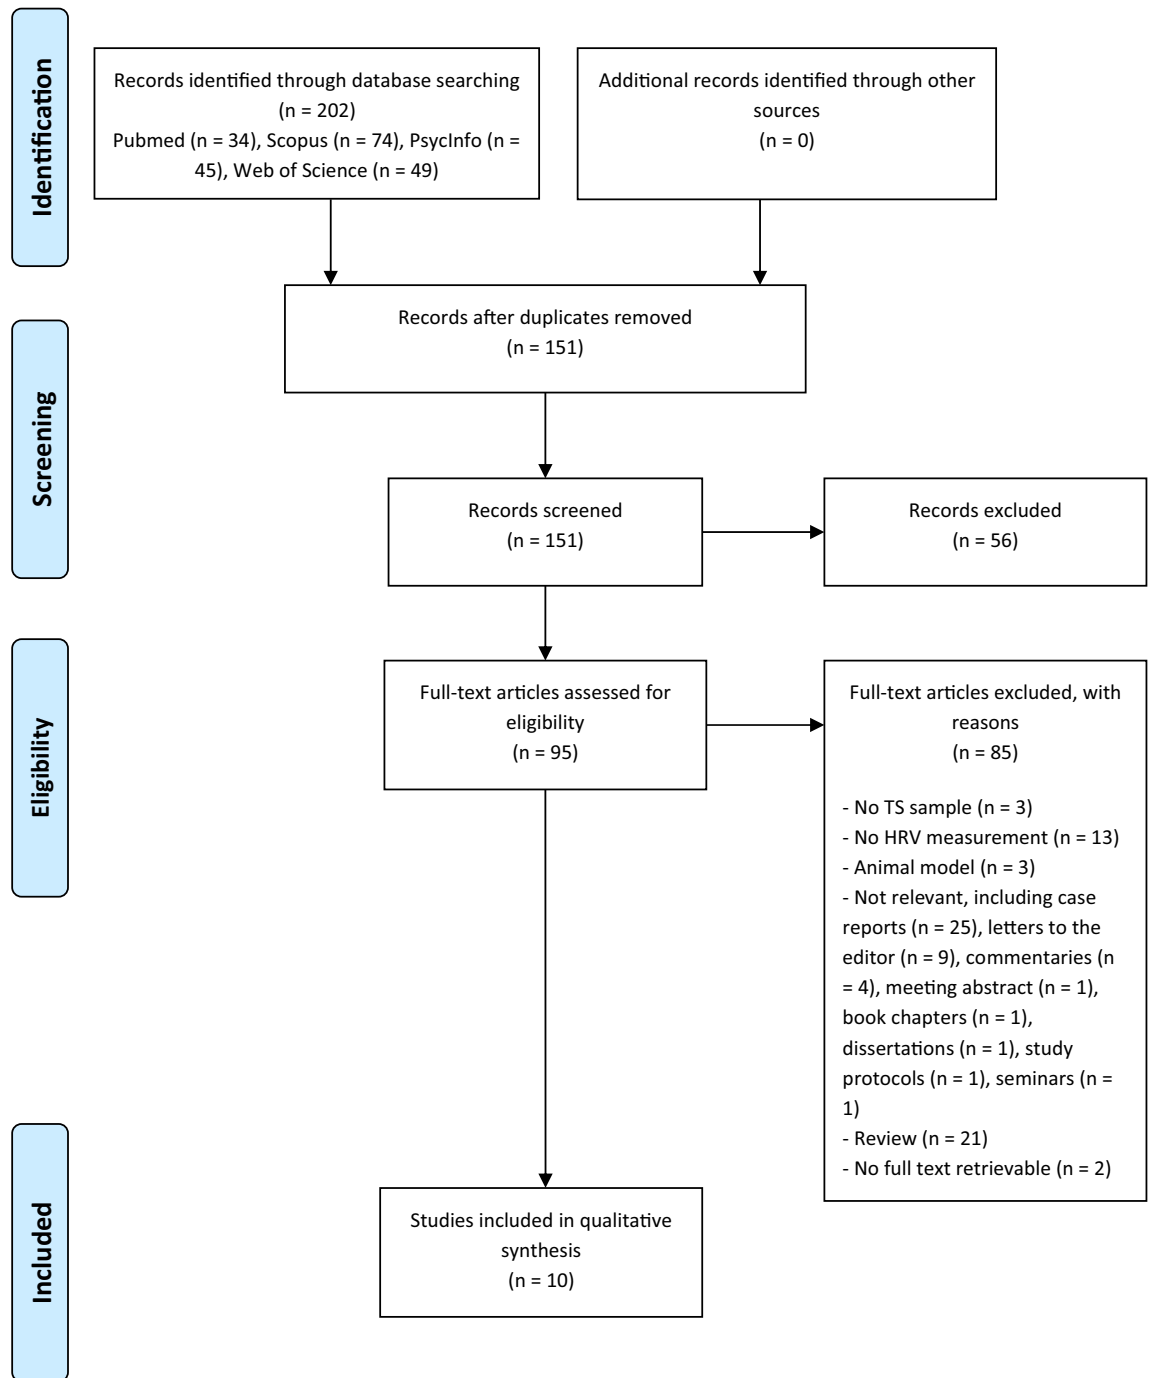 Identification
Records identified through database searching
(n = 202)
Pubmed (n = 34), Scopus (n = 74), PsycInfo (n =
45), Web of Science (n = 49)
Additional records identified through other
sources
(n = 0)
Screening
Records after duplicates removed
(n = 151)
Records screened
(n = 151)
Records excluded
(n = 56)
Eligibility
Full-text articles assessed for
eligibility
(n = 95)
Full-text articles excluded, with
reasons
(n = 85)
- No TS sample (n = 3)
- No HRV measurement (n = 13)
- Animal model (n = 3)
- Not relevant, including case
reports (n = 25), letters to the
editor (n = 9), commentaries (n
= 4), meeting abstract (n = 1),
book chapters (n = 1),
dissertations (n = 1), study
protocols (n = 1), seminars (n =
1)
- Review (n = 21)
- No full text retrievable (n = 2)
Included
Studies included in qualitative
synthesis
(n = 10)